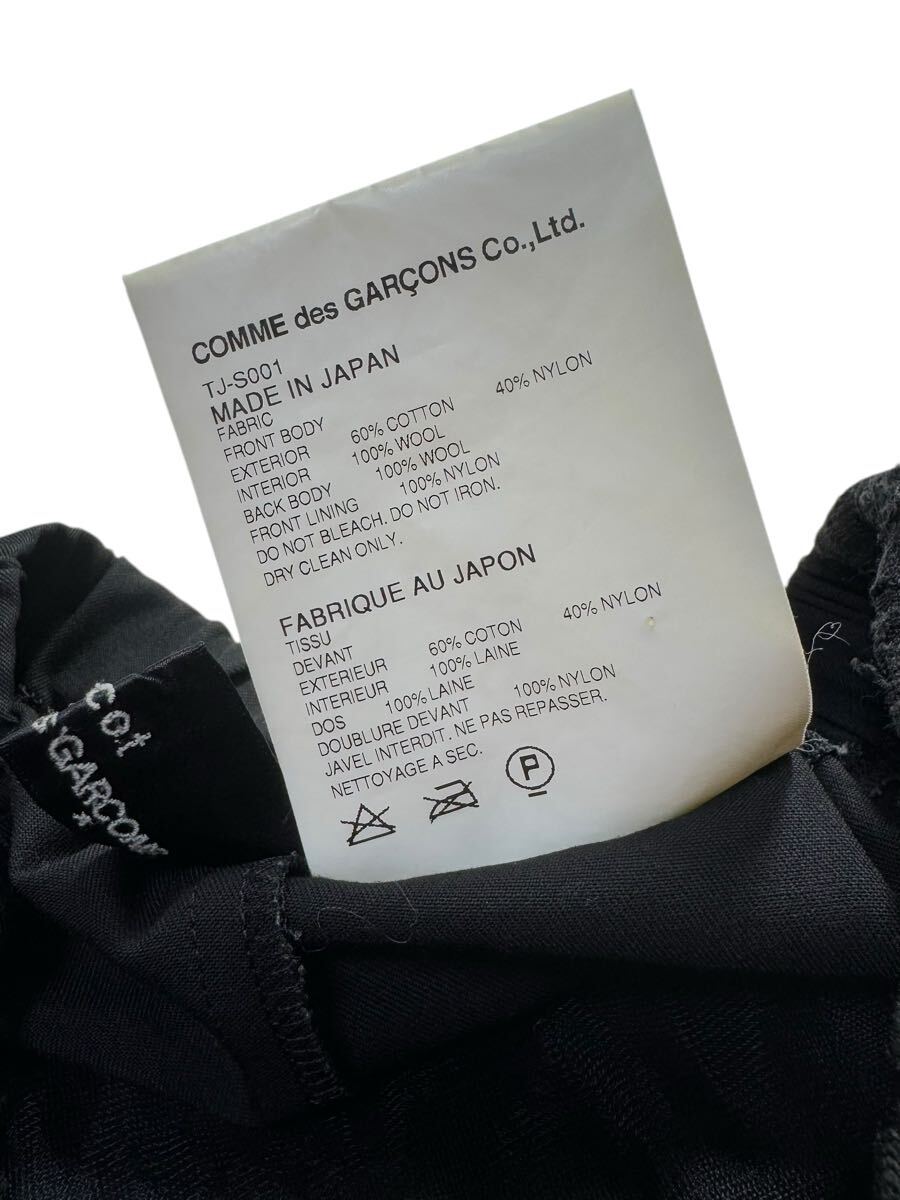 COMME des GARÇONS Co.,Ltd.
TJ-S001
MADE IN JAPAN
FABRIC
FRONT BODY
EXTERIOR 60% COTTON 40% NYLON
INTERIOR 100% WOOL
BACK BODY 100% WOOL
FRONT LINING 100% NYLON
DO NOT BLEACH. DO NOT IRON.
DRY CLEAN ONLY.
FABRIQUE AU JAPON
TISSU
DEVANT
EXTERIEUR 60% COTON 40% NYLON
INTERIEUR 100% LAINE
DOS 100% LAINE
DOUBLURE DEVANT 100% NYLON
JAVEL INTERDIT. NE PAS REPASSER.
NETTOYAGE A SEC.
P
GARÇON